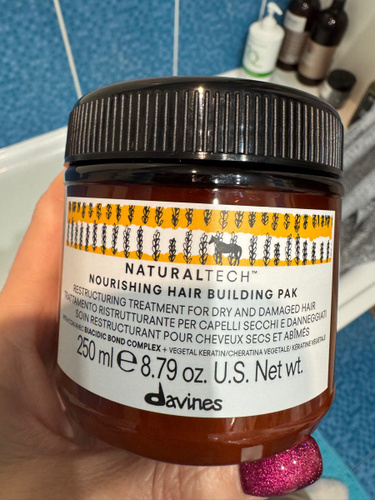 NATURALTECH™
NOURISHING HAIR BUILDING PAK
RESTRUCTURING TREATMENT FOR DRY AND DAMAGED HAIR
TRATTAMENTO RISTRUTTURANTE PER CAPELLI SECCHI E DANNEGGIATI
SOIN RESTRUCTURANT POUR CHEVEUX SECS ET ABÎMÉS
BIACIDIC BOND COMPLEX + VEGETAL KERATIN/CHERATINA VEGETALE/ KÉRATINE VÉGÉTALE
250 ml ℮ 8.79 oz. U.S. Net wt.
davines